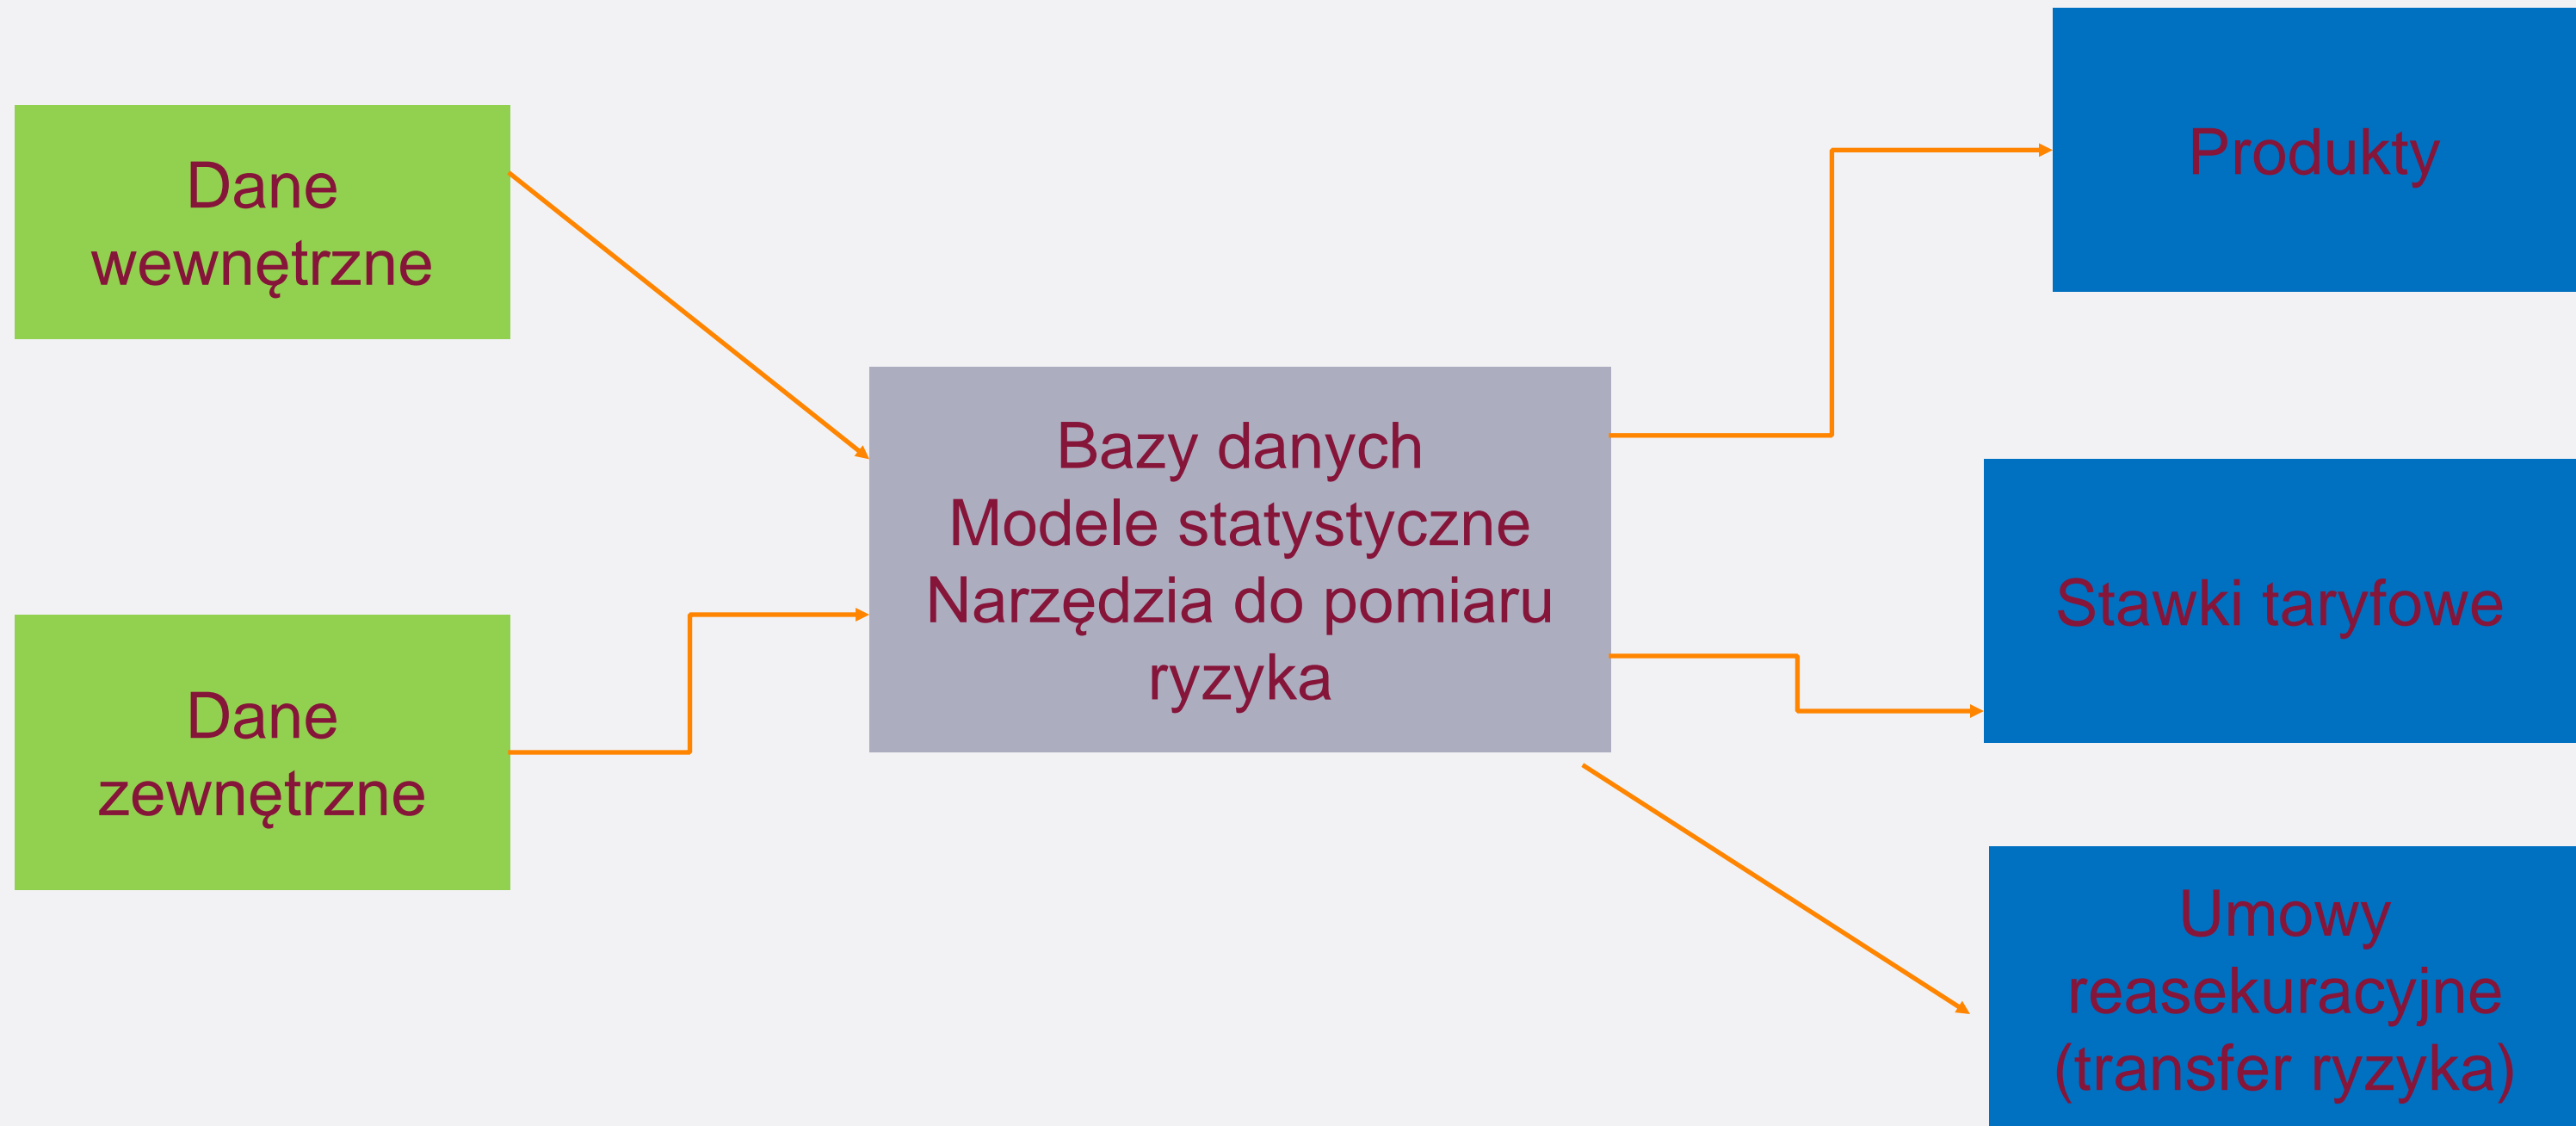 Dane
wewnętrzne
Dane
zewnętrzne
Bazy danych
Modele statystyczne
Narzędzia do pomiaru
ryzyka
Produkty
Stawki taryfowe
Umowy
reasekuracyjne
(transfer ryzyka)